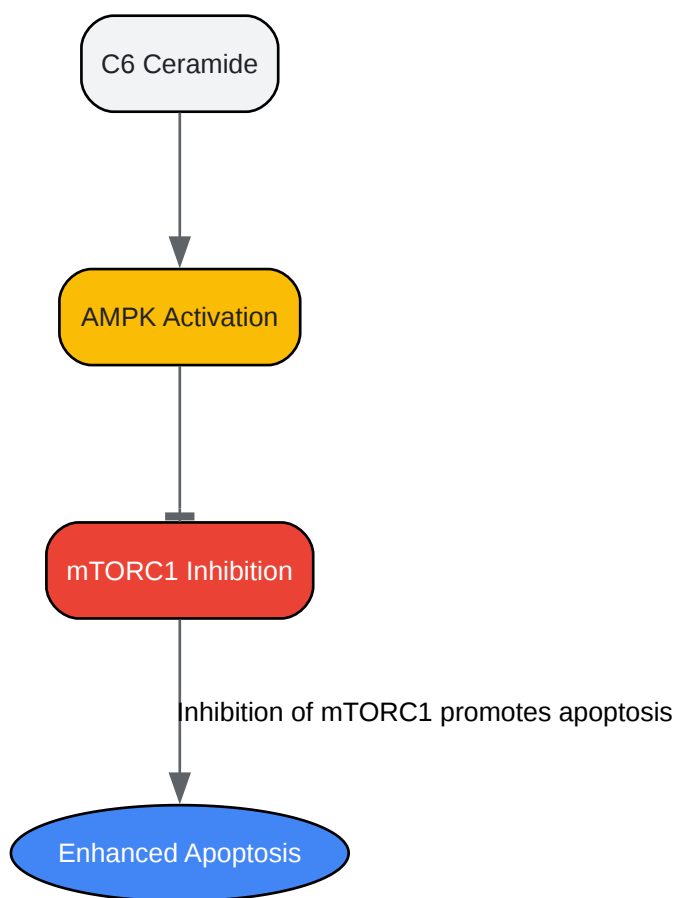 C6 Ceramide
AMPK Activation
mTORC1 Inhibition
Inhibition of mTORC1 promotes apoptosis
Enhanced Apoptosis